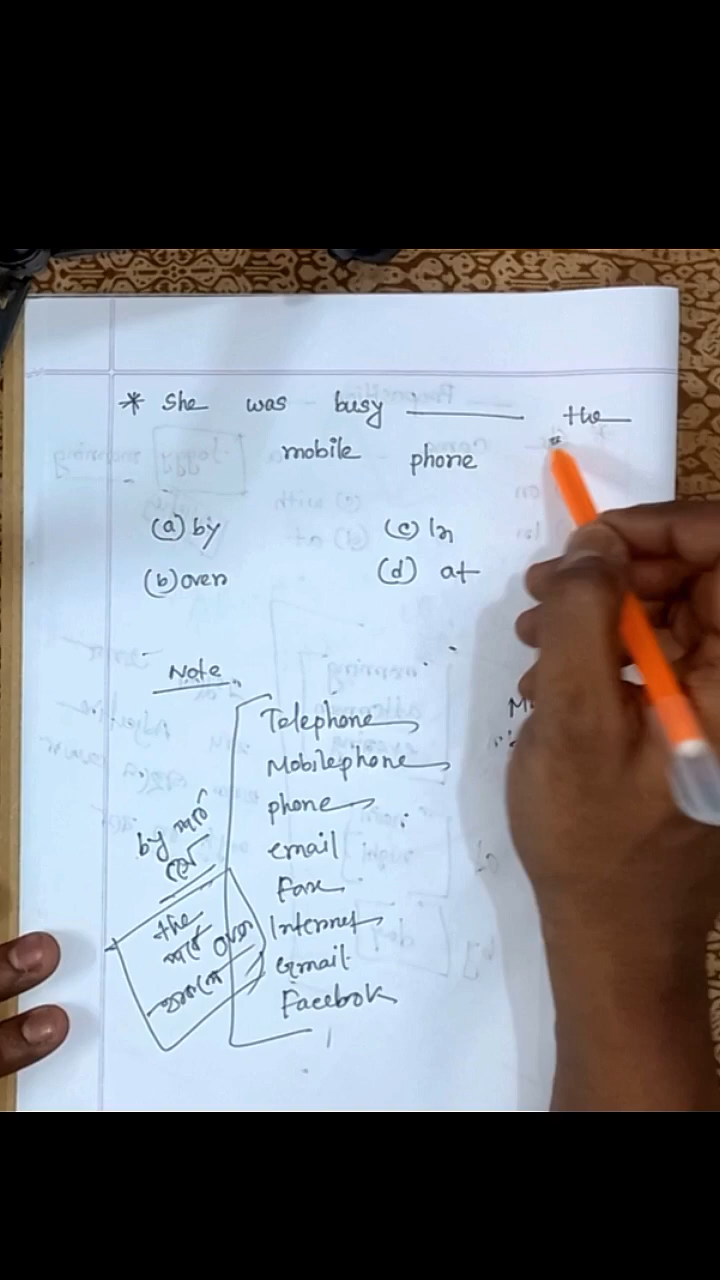 * She was busy ______ the
mobile phone
(a) by (c) In
(b) over (d) at
Note
Telephone
Mobilephone
phone
email
Fax
Internet
Gmail
Facebok
by
the
over